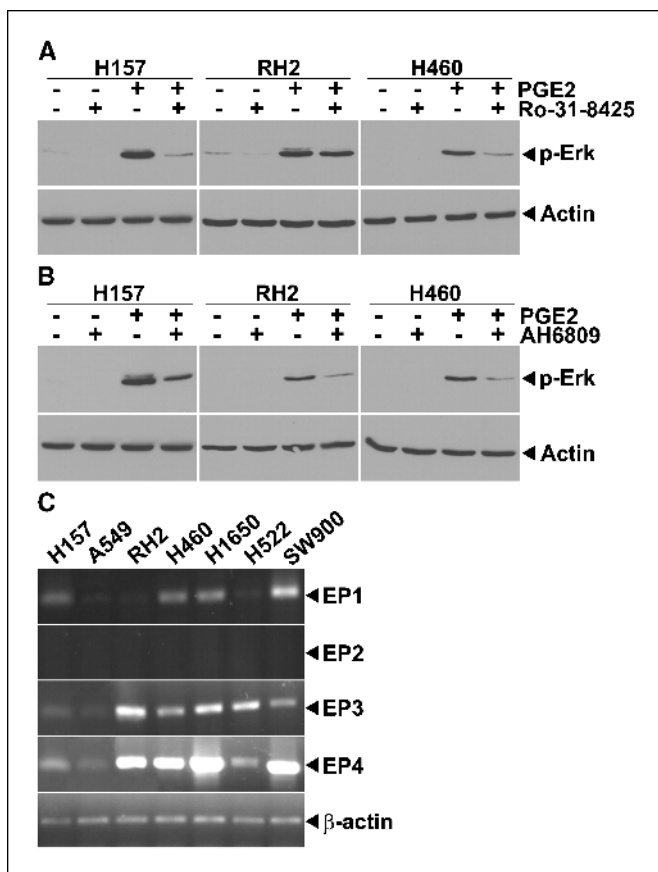 A
H157 RH2 H460
- - + + - - + + - - + + PGE2
- + - + - + - + - + - + Ro-31-8425
◄p-Erk
◄Actin
B
H157 RH2 H460
- - + + - - + + - - + + PGE2
- + - + - + - + - + - + AH6809
◄p-Erk
◄Actin
C
H157 A549 RH2 H460 H1650 H522 SW900
◄EP1
◄EP2
◄EP3
◄EP4
◄β-actin